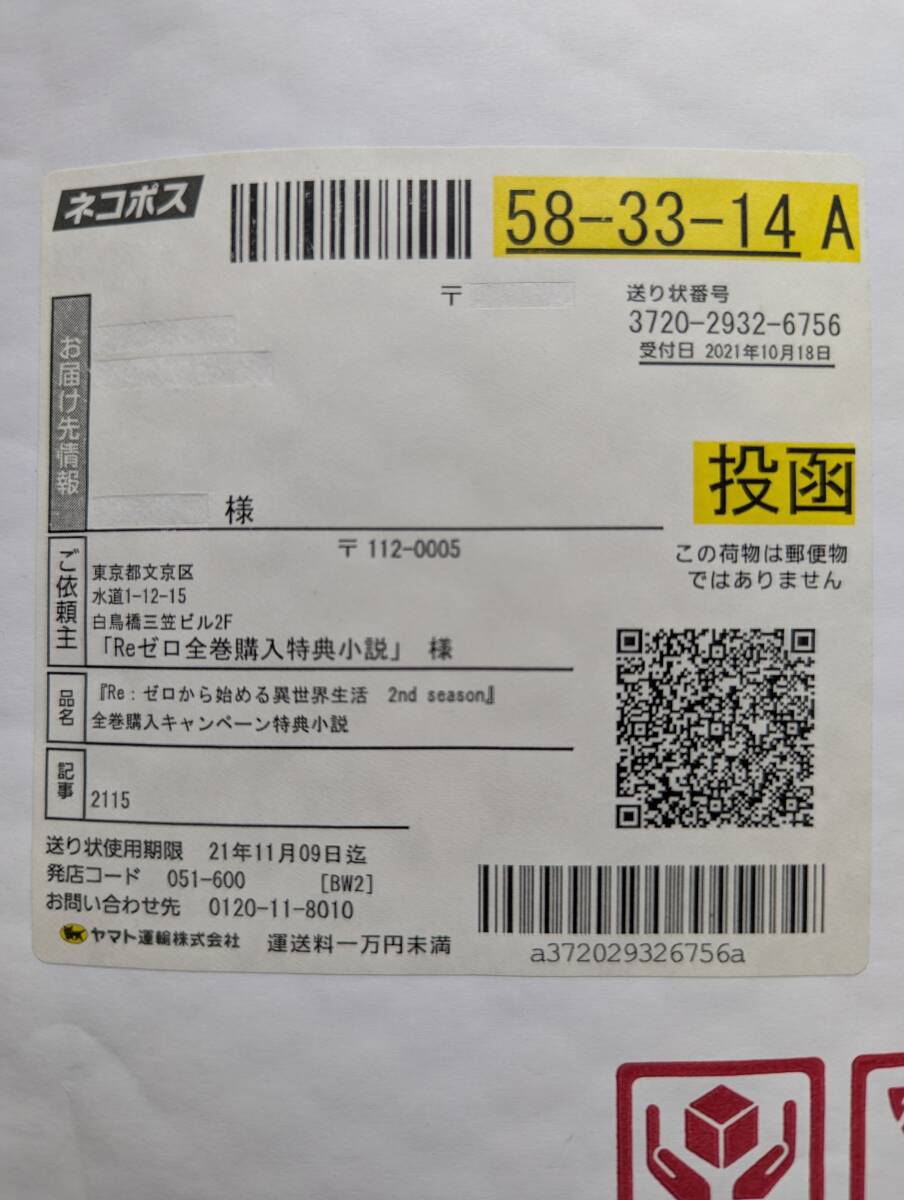 ネコポス
58-33-14 A
〒
送り状番号
3720-2932-6756
受付日 2021年10月18日
お届け先情報
様
投函
この荷物は郵便物
ではありません
ご依頼主
〒 112-0005
東京都文京区
水道1-12-15
白鳥橋三笠ビル2F
「Reゼロ全巻購入特典小説」 様
品名
『Re：ゼロから始める異世界生活 2nd season』
全巻購入キャンペーン特典小説
記事
2115
送り状使用期限 21年11月09日迄
発店コード 051-600 [BW2]
お問い合わせ先 0120-11-8010
ヤマト運輸株式会社 運送料一万円未満
a372029326756a